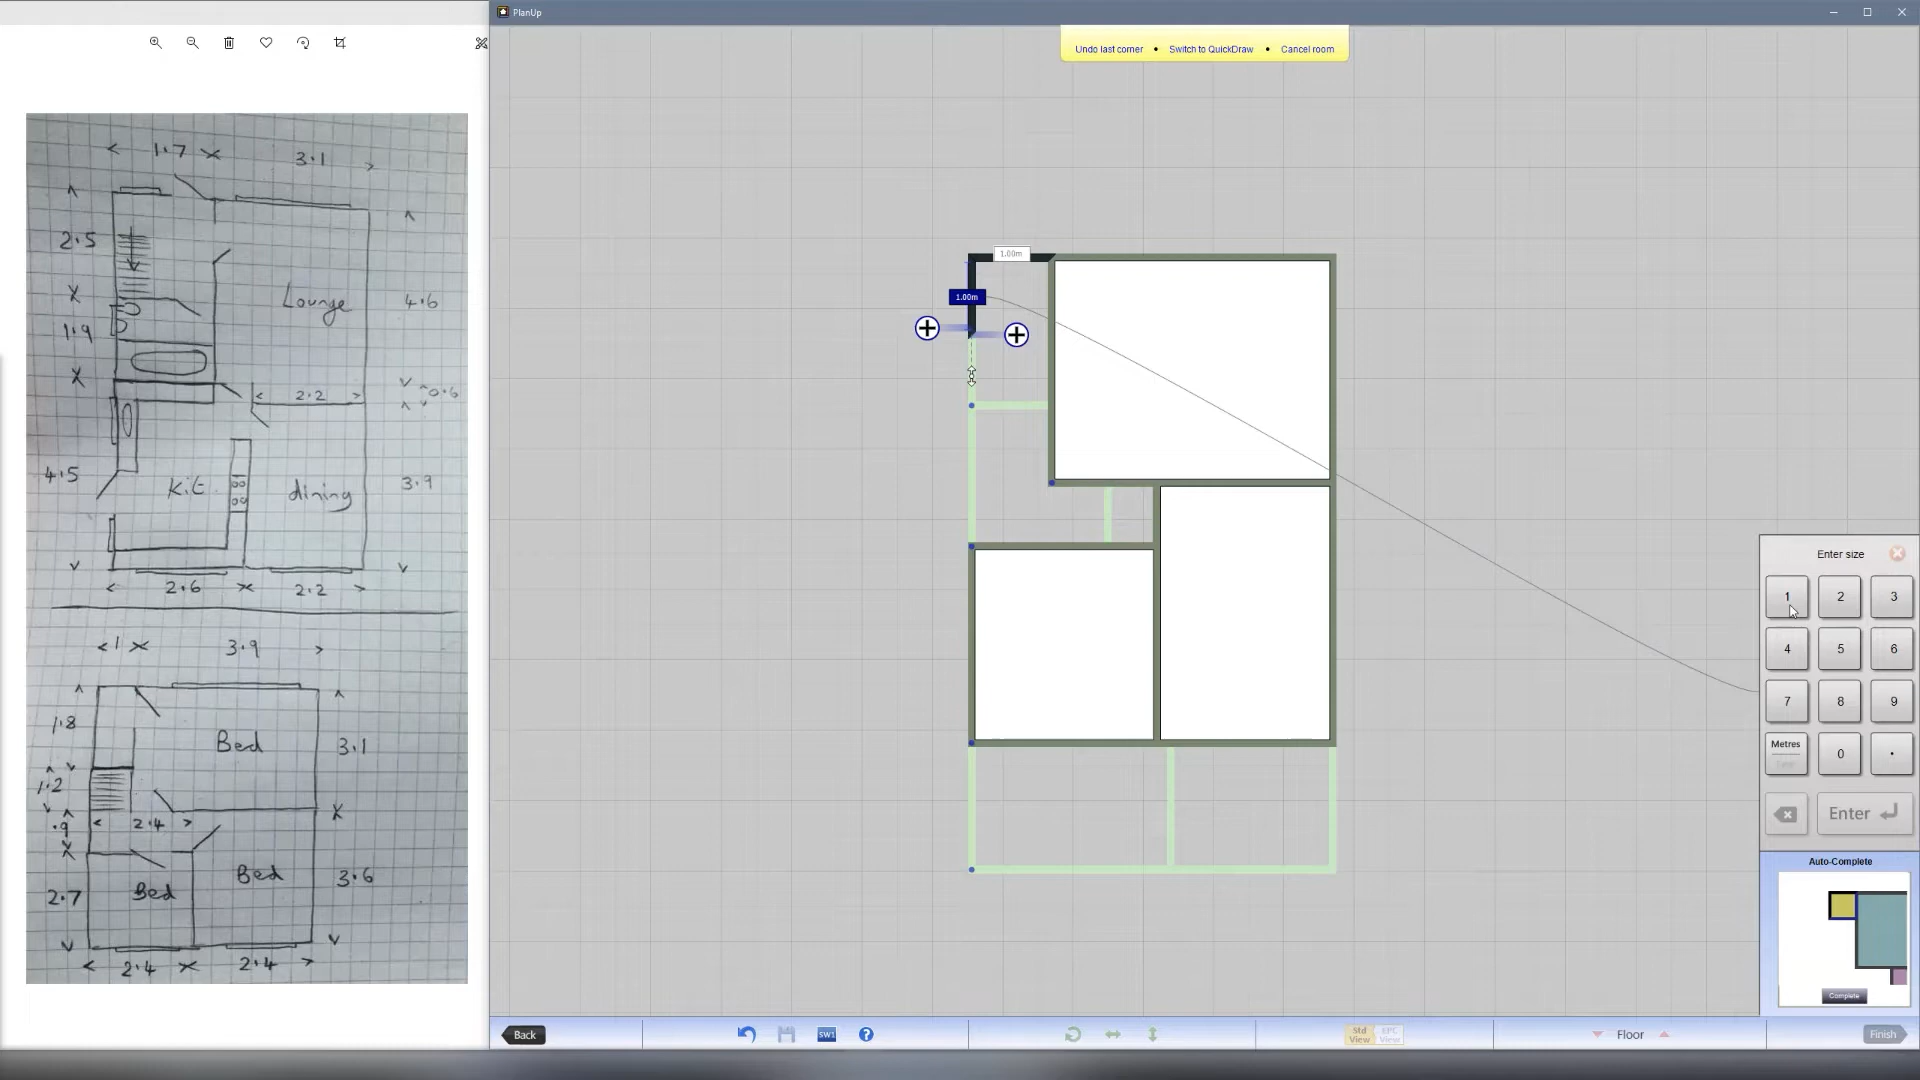 PlanUp
Undo last corner • Switch to QuickDraw • Cancel room
1.7 3.1
2.5
Lounge 4.6
1.9
2.2 0.6
4.5 Kit dining 3.9
2.6 2.2
1 3.9
1.8 Bed 3.1
1.2
.9 2.4
2.7 Bed Bed 3.6
2.4 2.4
1.00m
1.00m
Enter size
1 2 3
4 5 6
7 8 9
Metres 0 .
Enter
Auto-Complete
Complete
Back
SW1
?
Std View EPC View
Floor
Finish